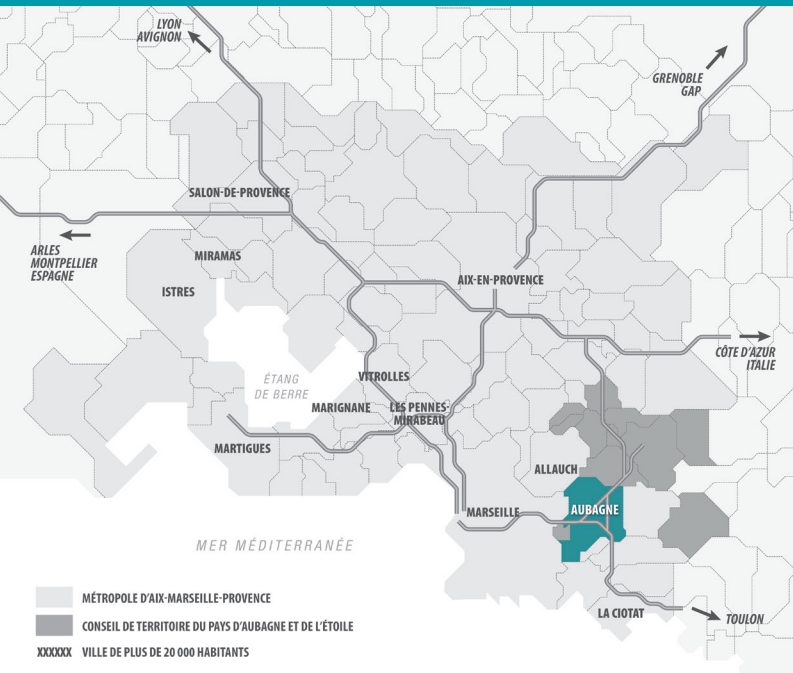 LYON
AVIGNON
GRENOBLE
GAP
SALON-DE-PROVENCE
ARLES
MONTPELLIER
ESPAGNE
MIRAMAS
ISTRES
AIX-EN-PROVENCE
CÔTE D'AZUR
ITALIE
ÉTANG
DE BERRE
VITROLLES
MARIGNANE
LES PENNES-
MIRABEAU
MARTIGUES
ALLAUCH
MARSEILLE
AUBAGNE
MER MÉDITERRANÉE
LA CIOTAT
TOULON
MÉTROPOLE D'AIX-MARSEILLE-PROVENCE
CONSEIL DE TERRITOIRE DU PAYS D'AUBAGNE ET DE L'ÉTOILE
XXXXXX VILLE DE PLUS DE 20 000 HABITANTS